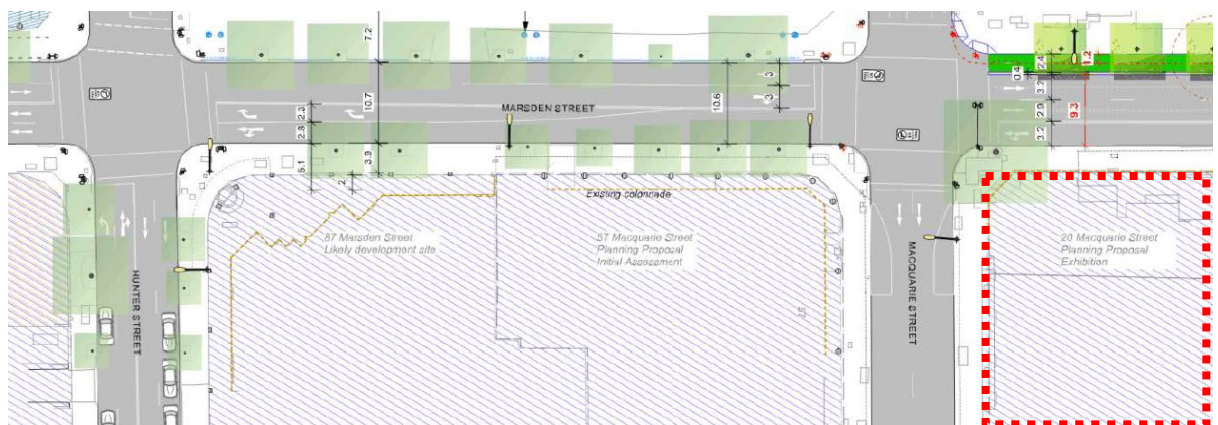 7.2
10.7
2.3
2.8
5.1
3.9
2
MARSDEN STREET
10.6
3
3
0.4
2.4
1.2
3.2
2.9
3.2
9.3
Existing colonnade
67 Marsden Street
Likely development site
57 Macquarie Street
Planning Proposal
Initial Assessment
20 Macquarie Street
Planning Proposal
Exhibition
HUNTER STREET
MACQUARIE STREET
57